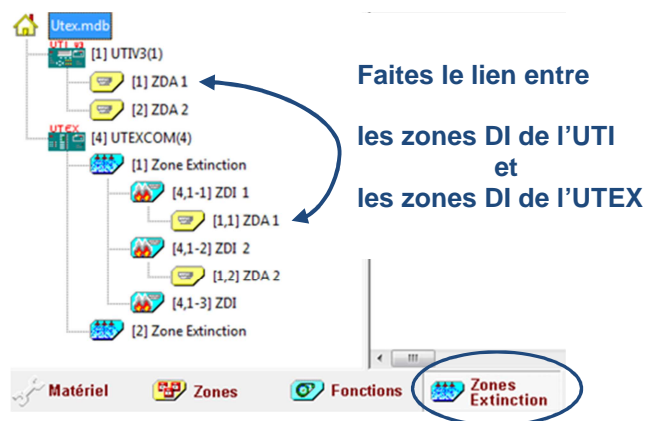 Utex.mdb
UTI V3
[1] UTIV3(1)
[1] ZDA 1
[2] ZDA 2
UTEX
[4] UTEXCOM(4)
[1] Zone Extinction
[4,1-1] ZDI 1
[1,1] ZDA 1
[4,1-2] ZDI 2
[1,2] ZDA 2
[4,1-3] ZDI
[2] Zone Extinction
Faites le lien entre
les zones DI de l’UTI
et
les zones DI de l’UTEX
Matériel
Zones
Fonctions
Zones
Extinction